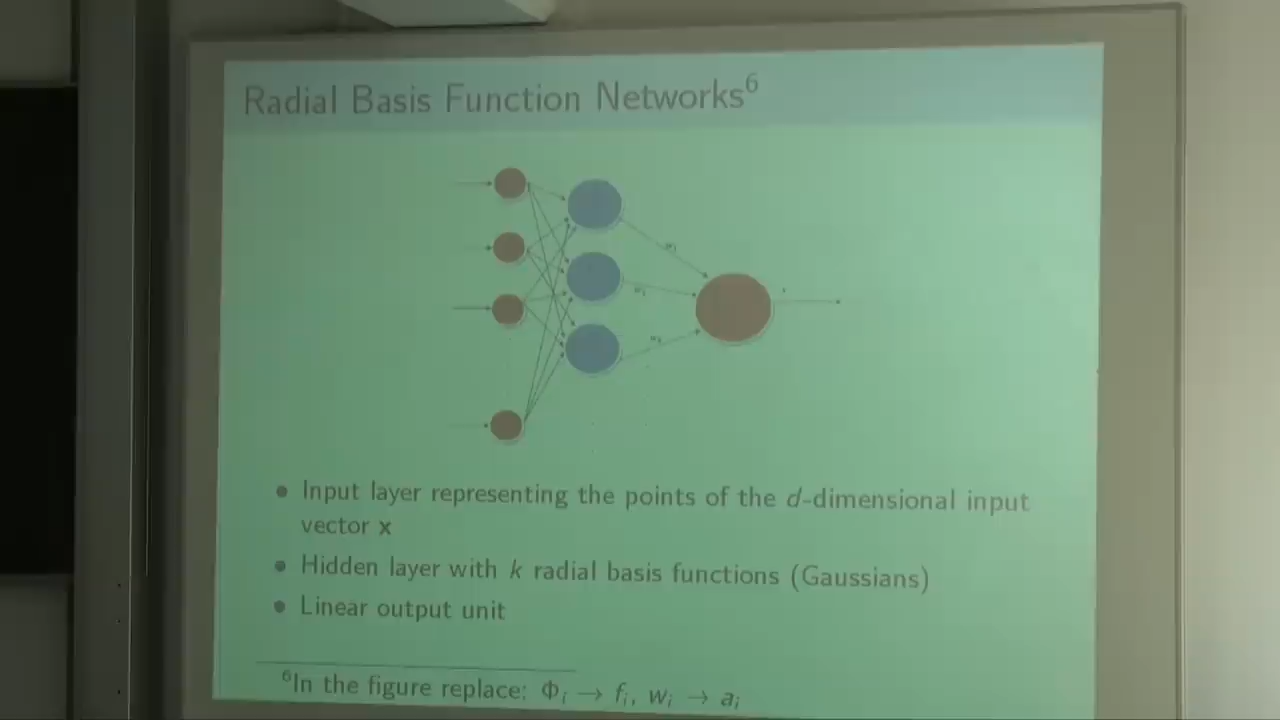 Radial Basis Function Networks⁶
• Input layer representing the points of the d-dimensional input
vector x
• Hidden layer with k radial basis functions (Gaussians)
• Linear output unit
⁶In the figure replace: Φᵢ → fᵢ, wᵢ → aᵢ